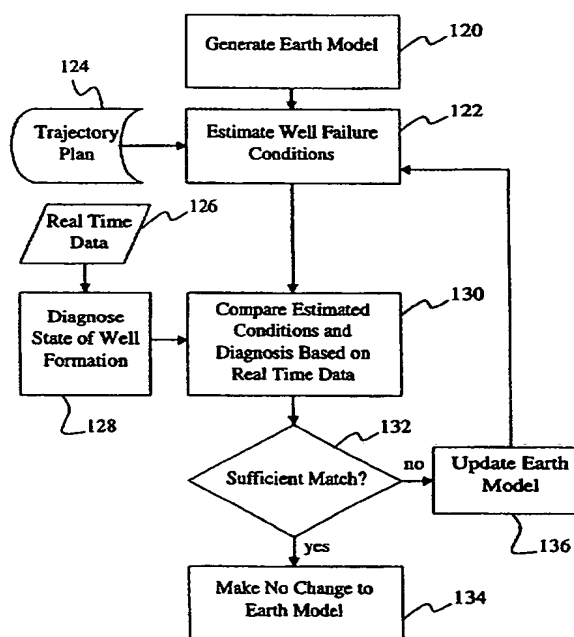 Generate Earth Model
120
124
Trajectory
Plan
Estimate Well Failure
Conditions
122
Real Time
Data
126
Diagnose
State of Well
Formation
128
Compare Estimated
Conditions and
Diagnosis Based on
Real Time Data
130
132
Sufficient Match?
no
Update Earth
Model
136
yes
Make No Change to
Earth Model
134